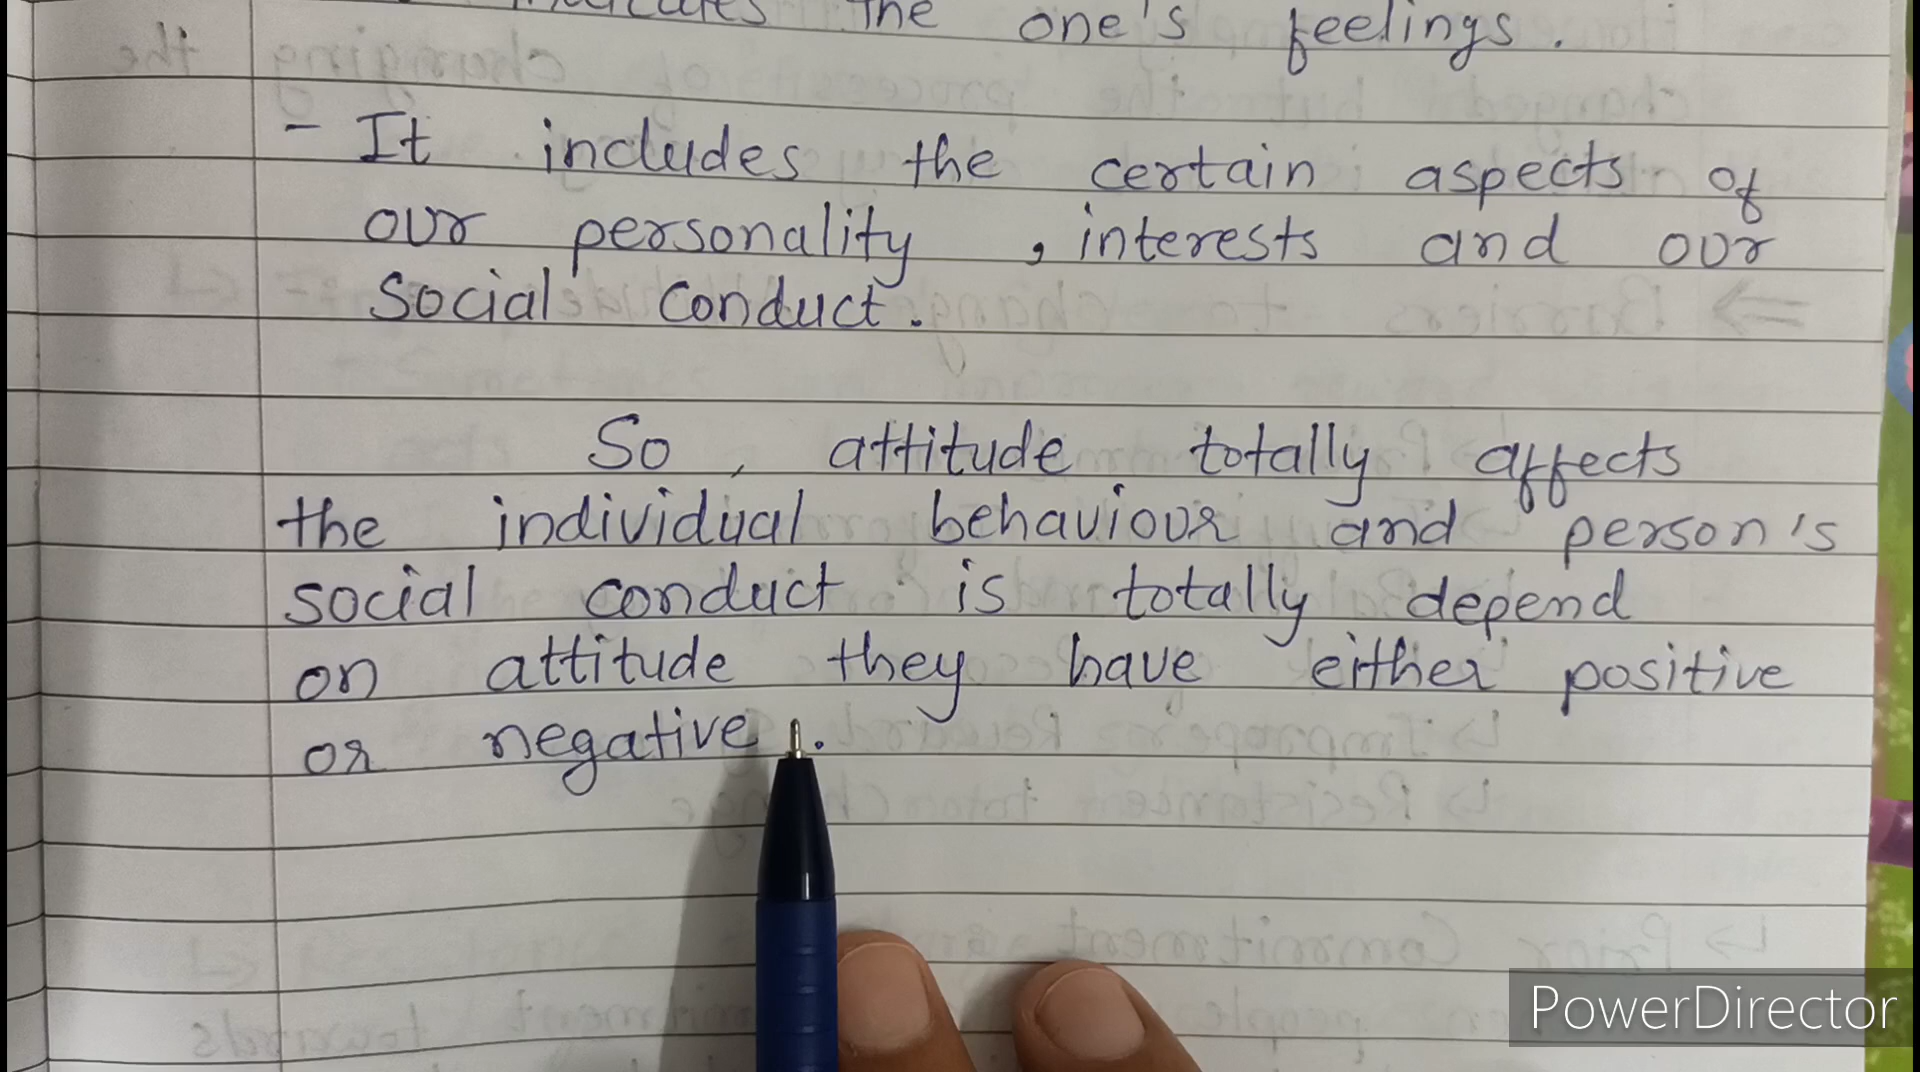 indicates the one's feelings.
- It includes the certain aspects of
our personality , interests and our
Social Conduct.
So, attitude totally affects
the individual behaviour and person's
social conduct is totally depend
on attitude they have either positive
or negative .
PowerDirector